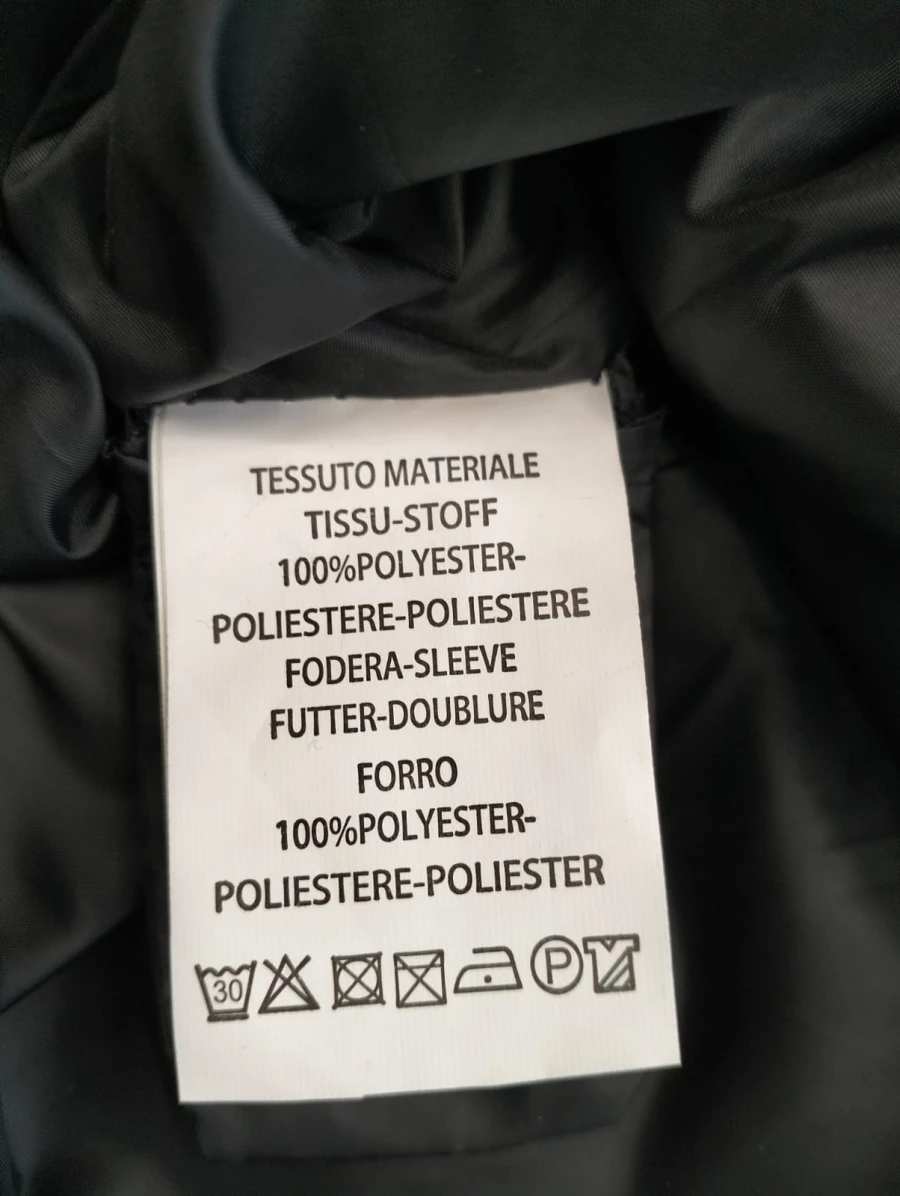 TESSUTO MATERIALE
TISSU-STOFF
100%POLYESTER-
POLIESTERE-POLIESTERE
FODERA-SLEEVE
FUTTER-DOUBLURE
FORRO
100%POLYESTER-
POLIESTERE-POLIESTER
30 P